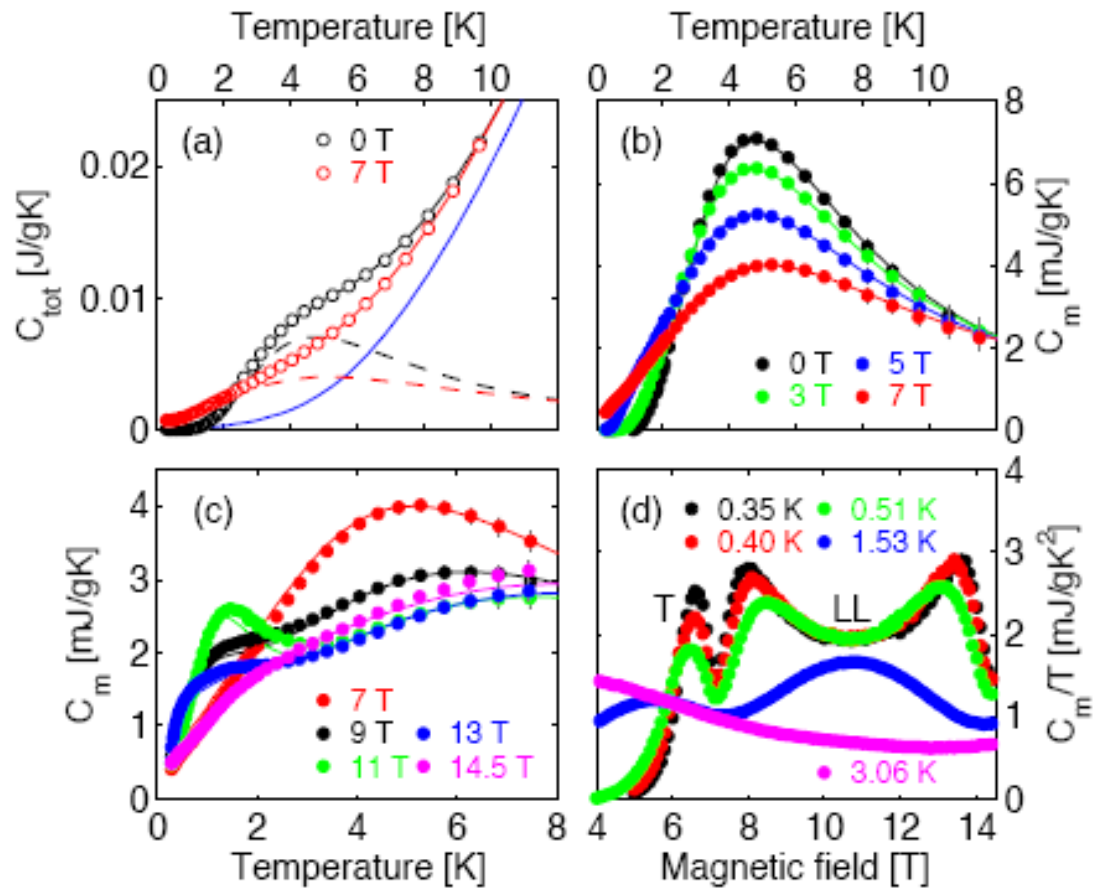 Temperature [K]
0 2 4 6 8 10
(a)
0 T
7 T
C_tot [J/gK]
0.02
0.01
0
Temperature [K]
0 2 4 6 8 10
(b)
0 T
5 T
3 T
7 T
8
6
4
2
0
C_m [mJ/gK]
(c)
C_m [mJ/gK]
4
3
2
1
0
7 T
9 T
13 T
11 T
14.5 T
0 2 4 6 8
Temperature [K]
(d)
0.35 K
0.51 K
0.40 K
1.53 K
T
LL
3.06 K
4
3
2
1
0
C_m/T [mJ/gK²]
4 6 8 10 12 14
Magnetic field [T]